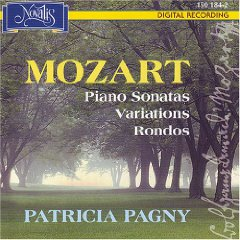 Novalis
150 184-2
DIGITAL RECORDING
MOZART
Piano Sonatas
Variations
Rondos
PATRICIA PAGNY